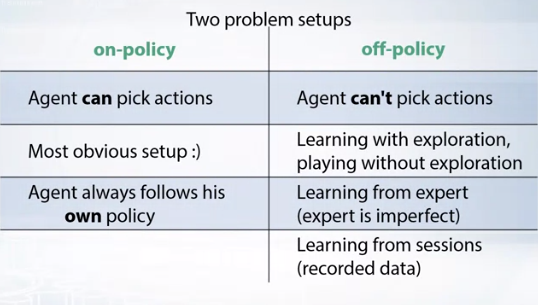 Two problem setups
on-policy
off-policy
Agent can pick actions
Agent can't pick actions
Most obvious setup :)
Learning with exploration,
playing without exploration
Agent always follows his
own policy
Learning from expert
(expert is imperfect)
Learning from sessions
(recorded data)